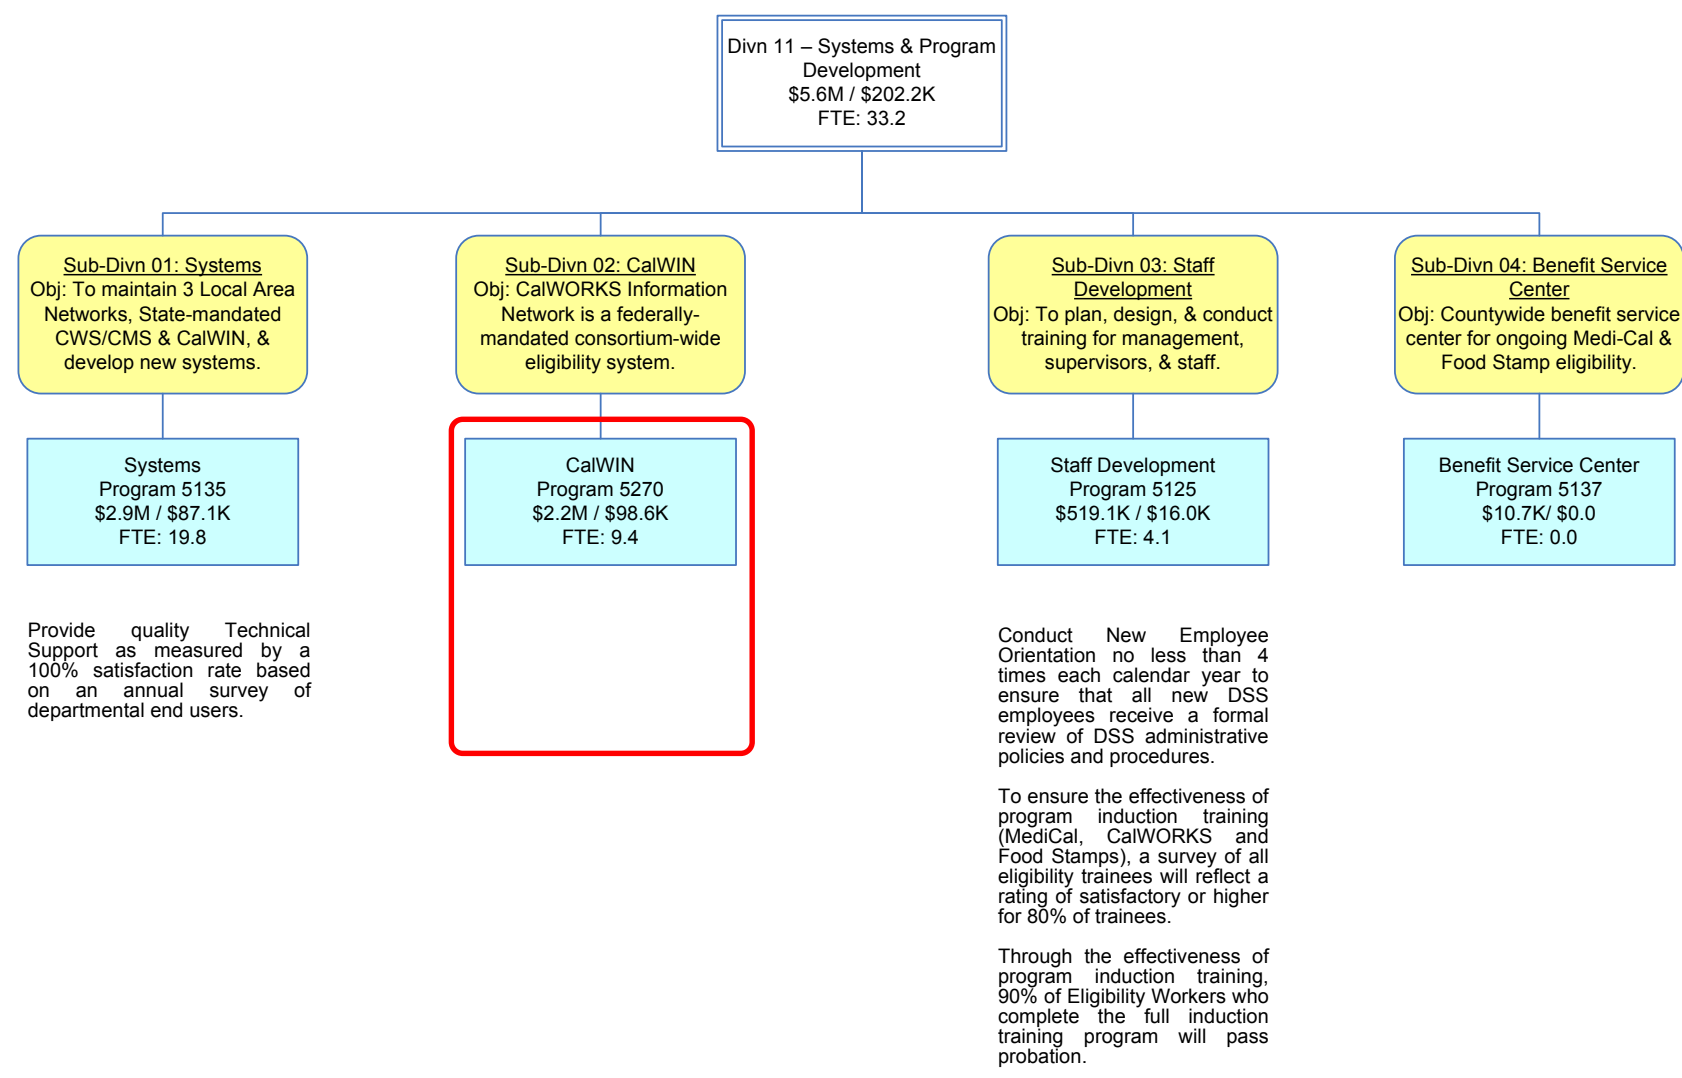 Divn 11 – Systems & Program
Development
$5.6M / $202.2K
FTE: 33.2
Sub-Divn 01: Systems
Obj: To maintain 3 Local Area
Networks, State-mandated
CWS/CMS & CalWIN, &
develop new systems.
Sub-Divn 02: CalWIN
Obj: CalWORKS Information
Network is a federally-
mandated consortium-wide
eligibility system.
Sub-Divn 03: Staff
Development
Obj: To plan, design, & conduct
training for management,
supervisors, & staff.
Sub-Divn 04: Benefit Service
Center
Obj: Countywide benefit service
center for ongoing Medi-Cal &
Food Stamp eligibility.
Systems
Program 5135
$2.9M / $87.1K
FTE: 19.8
CalWIN
Program 5270
$2.2M / $98.6K
FTE: 9.4
Staff Development
Program 5125
$519.1K / $16.0K
FTE: 4.1
Benefit Service Center
Program 5137
$10.7K/ $0.0
FTE: 0.0
Provide quality Technical
Support as measured by a
100% satisfaction rate based
on an annual survey of
departmental end users.
Conduct New Employee
Orientation no less than 4
times each calendar year to
ensure that all new DSS
employees receive a formal
review of DSS administrative
policies and procedures.
To ensure the effectiveness of
program induction training
(MediCal, CalWORKS and
Food Stamps), a survey of all
eligibility trainees will reflect a
rating of satisfactory or higher
for 80% of trainees.
Through the effectiveness of
program induction training,
90% of Eligibility Workers who
complete the full induction
training program will pass
probation.